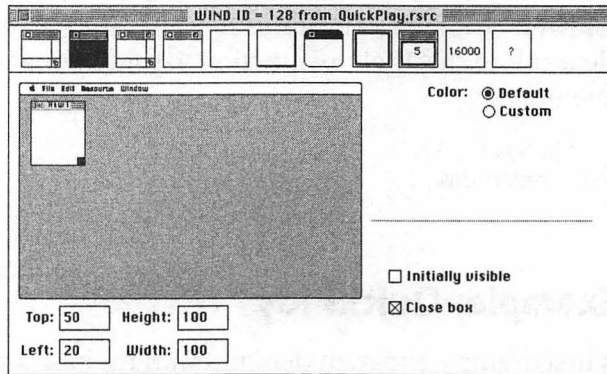 WIND ID = 128 from QuickPlay.rsrc
5
16000
?
File Edit Resource Window
Color:
Default
Custom
Initially visible
Close box
Top: 50 Height: 100
Left: 20 Width: 100